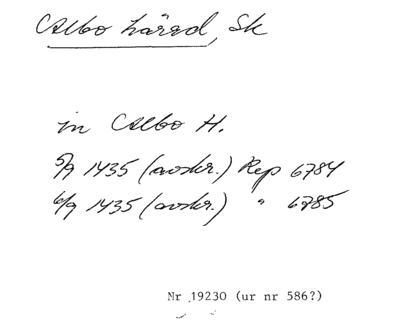 Albo härad, Sk
in Albo H.
5/9 1435 (avskr.) Rep 6784
6/9 1435 (avskr.) " 6785
Nr 19230 (ur nr 586?)